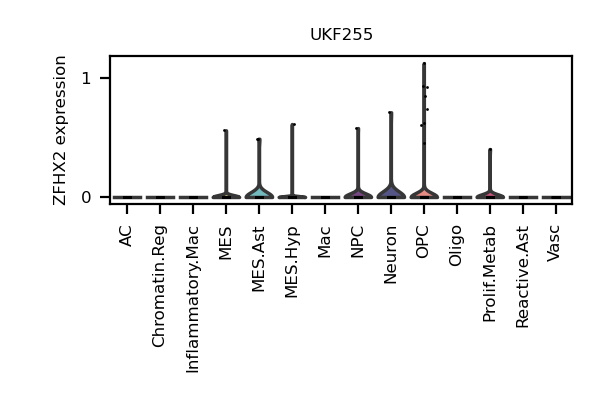 UKF255
ZFHX2 expression
1
0
AC
Chromatin.Reg
Inflammatory.Mac
MES
MES.Ast
MES.Hyp
Mac
NPC
Neuron
OPC
Oligo
Prolif.Metab
Reactive.Ast
Vasc